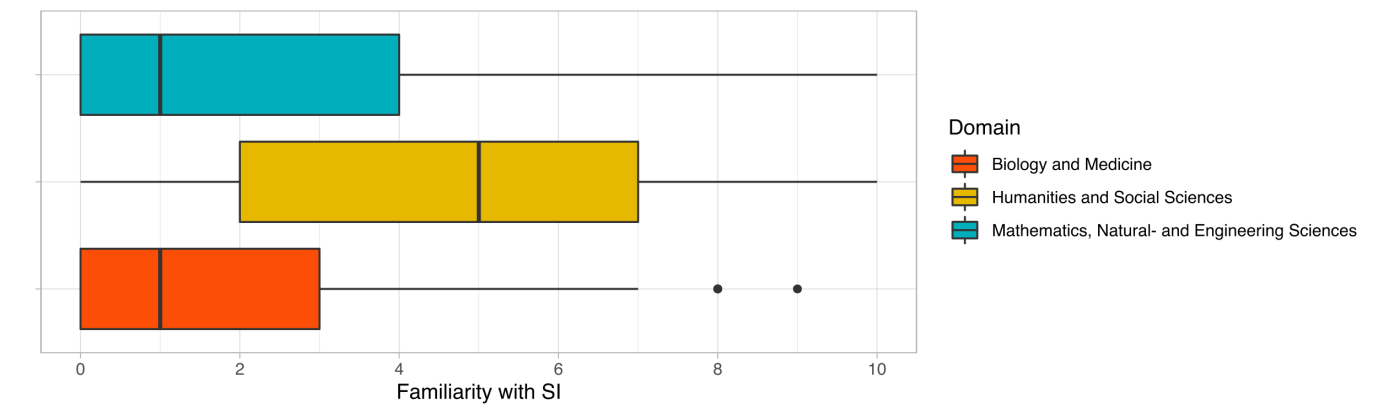 Domain
Biology and Medicine
Humanities and Social Sciences
Mathematics, Natural- and Engineering Sciences
0 2 4 6 8 10
Familiarity with SI